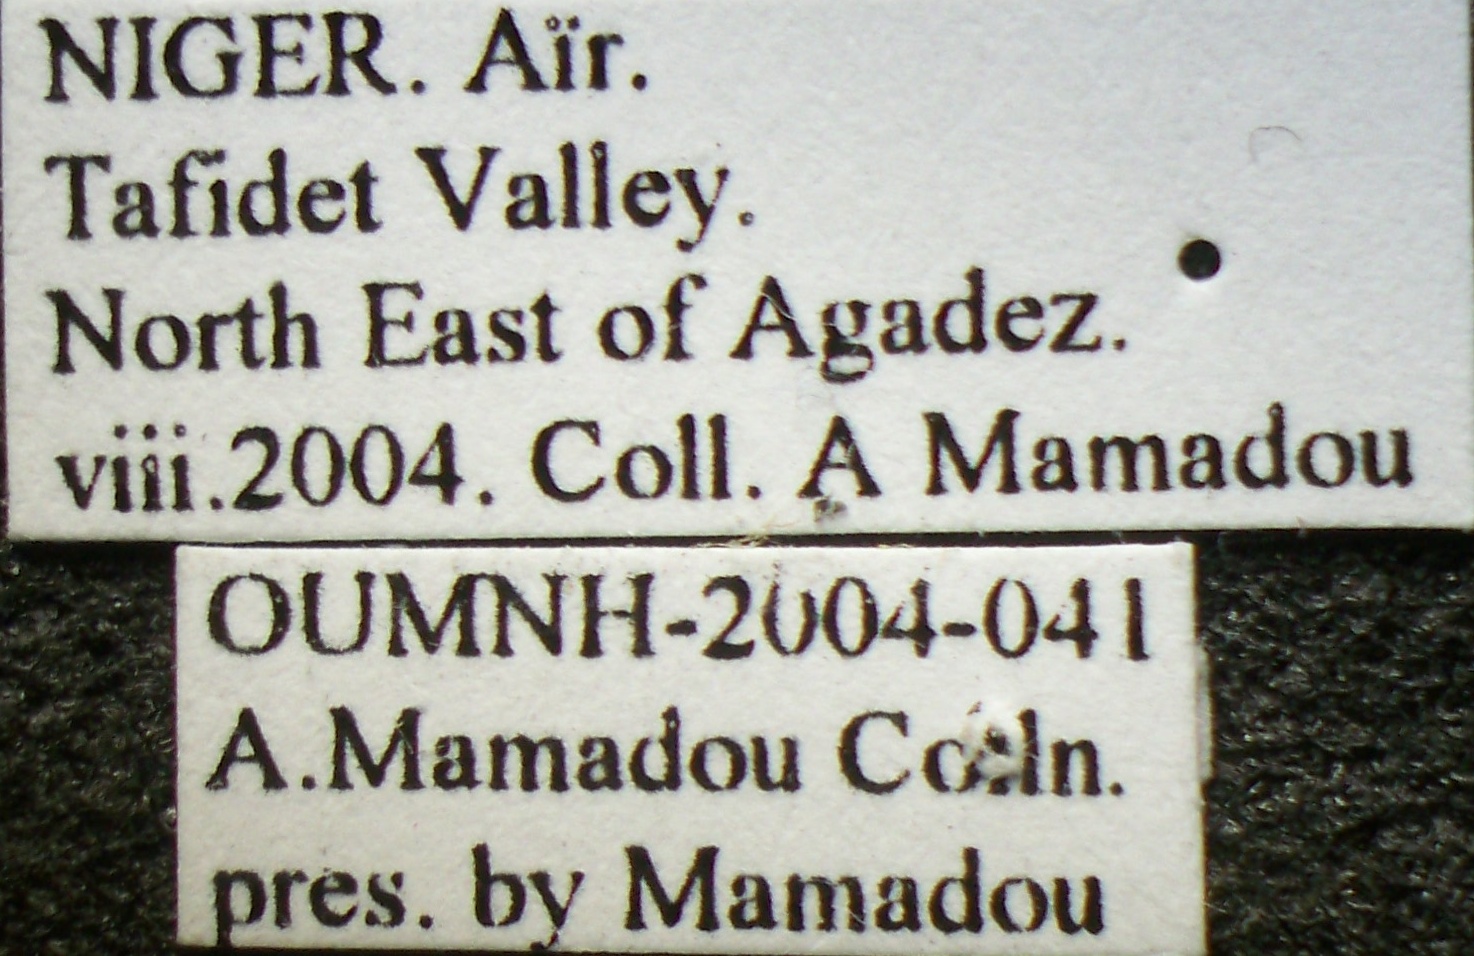 NIGER. Aïr.
Tafidet Valley.
North East of Agadez.
viii.2004. Coll. A Mamadou
OUMNH-2004-041
A.Mamadou Colln.
pres. by Mamadou